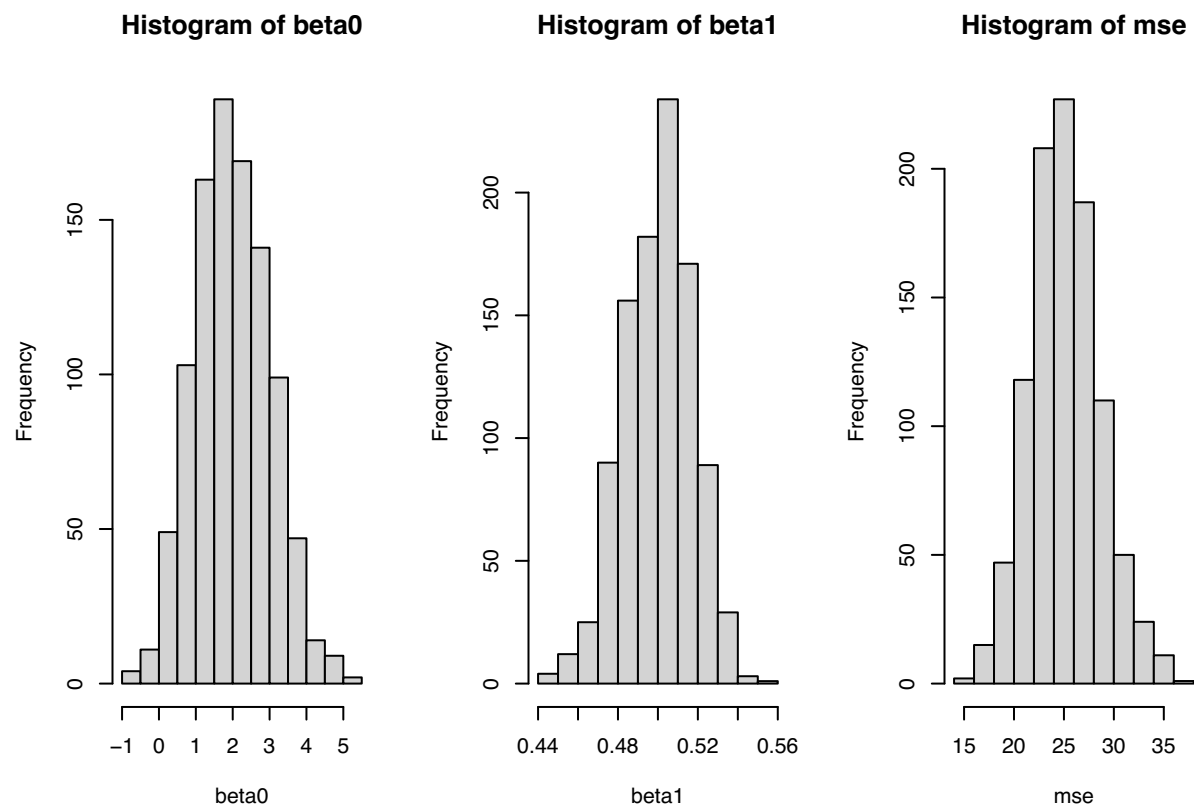 Histogram of beta0
Frequency
150
100
50
0
−1 0 1 2 3 4 5
beta0
Histogram of beta1
Frequency
200
150
100
50
0
0.44 0.48 0.52 0.56
beta1
Histogram of mse
Frequency
200
150
100
50
0
15 20 25 30 35
mse